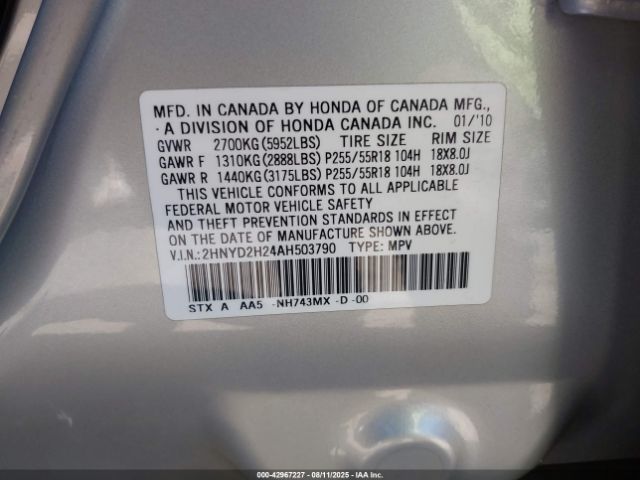 MFD. IN CANADA BY HONDA OF CANADA MFG.,
A DIVISION OF HONDA CANADA INC. 01/'10
GVWR 2700KG(5952LBS) TIRE SIZE RIM SIZE
GAWR F 1310KG(2888LBS)P255/55R18 104H 18X8.0J
GAWR R 1440KG(3175LBS)P255/55R18 104H 18X8.0J
THIS VEHICLE CONFORMS TO ALL APPLICABLE
FEDERAL MOTOR VEHICLE SAFETY
AND THEFT PREVENTION STANDARDS IN EFFECT
ON THE DATE OF MANUFACTURE SHOWN ABOVE.
V.I.N.:2HNYD2H24AH503790 TYPE: MPV
STX A AA5 -NH743MX -D -00
000-42967227 - 08/11/2025 - IAA Inc.